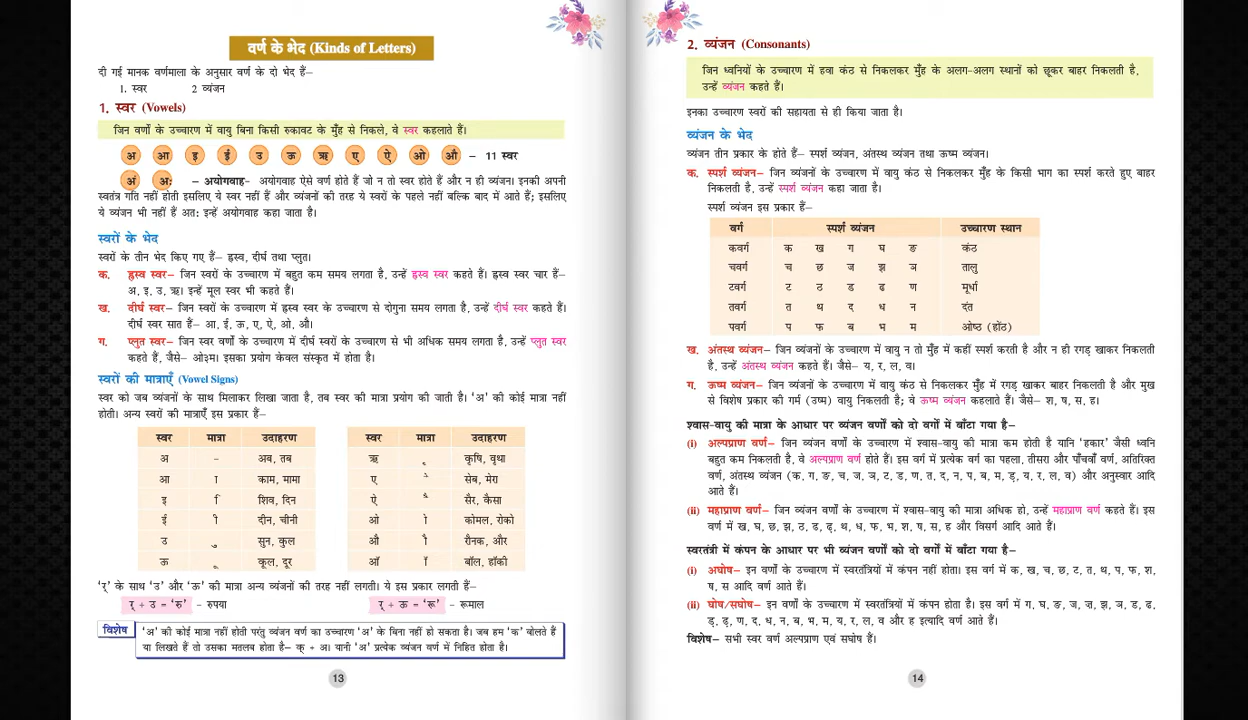 वर्ण के भेद (Kinds of Letters)
दी गई मानक वर्णमाला के अनुसार वर्ण के दो भेद हैं–
1. स्वर 2 व्यंजन
1. स्वर (Vowels)
जिन वर्णों के उच्चारण में वायु बिना किसी रुकावट के मुँह से निकले, वे स्वर कहलाते हैं।
अ आ इ ई उ ऊ ऋ ए ऐ ओ औ – 11 स्वर
अं अः – अयोगवाह- अयोगवाह ऐसे वर्ण होते हैं जो न तो स्वर होते हैं और न ही व्यंजन। इनकी अपनी
स्वतंत्र गति नहीं होती इसलिए ये स्वर नहीं हैं और व्यंजनों की तरह ये स्वरों के पहले नहीं बल्कि बाद में आते हैं; इसलिए
ये व्यंजन भी नहीं हैं अतः इन्हें अयोगवाह कहा जाता है।
स्वरों के भेद
स्वरों के तीन भेद किए गए हैं– ह्रस्व, दीर्घ तथा प्लुत।
क. ह्रस्व स्वर– जिन स्वरों के उच्चारण में बहुत कम समय लगता है, उन्हें ह्रस्व स्वर कहते हैं। ह्रस्व स्वर चार हैं–
अ, इ, उ, ऋ। इन्हें मूल स्वर भी कहते हैं।
ख. दीर्घ स्वर– जिन स्वरों के उच्चारण में ह्रस्व स्वर के उच्चारण से दोगुना समय लगता है, उन्हें दीर्घ स्वर कहते हैं।
दीर्घ स्वर सात हैं– आ, ई, ऊ, ए, ऐ, ओ, औ।
ग. प्लुत स्वर– जिन स्वर वर्णों के उच्चारण में दीर्घ स्वरों के उच्चारण से भी अधिक समय लगता है, उन्हें प्लुत स्वर
कहते हैं, जैसे– ओ३म। इसका प्रयोग केवल संस्कृत में होता है।
स्वरों की मात्राएँ (Vowel Signs)
स्वर को जब व्यंजनों के साथ मिलाकर लिखा जाता है, तब स्वर की मात्रा प्रयोग की जाती है। ‘अ’ की कोई मात्रा नहीं
होती। अन्य स्वरों की मात्राएँ इस प्रकार हैं–
स्वर मात्रा उदाहरण स्वर मात्रा उदाहरण
अ – अब, तब ऋ ृ कृषि, वृथा
आ ा काम, मामा ए े सेब, मेरा
इ ि शिव, दिन ऐ ै सैर, कैसा
ई ी दीन, चीनी ओ ो कोमल, रोको
उ ु सुन, कुल औ ौ रौनक, और
ऊ ू कूल, दूर ऑ ॉ बॉल, हॉकी
‘र्’ के साथ ‘उ’ और ‘ऊ’ की मात्रा अन्य व्यंजनों की तरह नहीं लगती। ये इस प्रकार लगती हैं–
र् + उ = ‘रु’ – रुपया र् + ऊ = ‘रू’ – रूमाल
विशेष ‘अ’ की कोई मात्रा नहीं होती परंतु व्यंजन वर्ण का उच्चारण ‘अ’ के बिना नहीं हो सकता है। जब हम ‘क’ बोलते हैं
या लिखते हैं तो उसका मतलब होता है– क् + अ। यानी ‘अ’ प्रत्येक व्यंजन वर्ण में निहित होता है।
13
2. व्यंजन (Consonants)
जिन ध्वनियों के उच्चारण में हवा कंठ से निकलकर मुँह के अलग-अलग स्थानों को छूकर बाहर निकलती है,
उन्हें व्यंजन कहते हैं।
इनका उच्चारण स्वरों की सहायता से ही किया जाता है।
व्यंजन के भेद
व्यंजन तीन प्रकार के होते हैं– स्पर्श व्यंजन, अंतस्थ व्यंजन तथा ऊष्म व्यंजन।
क. स्पर्श व्यंजन– जिन व्यंजनों के उच्चारण में वायु कंठ से निकलकर मुँह के किसी भाग का स्पर्श करते हुए बाहर
निकलती है, उन्हें स्पर्श व्यंजन कहा जाता है।
स्पर्श व्यंजन इस प्रकार हैं–
वर्ग स्पर्श व्यंजन उच्चारण स्थान
कवर्ग क ख ग घ ङ कंठ
चवर्ग च छ ज झ ञ तालु
टवर्ग ट ठ ड ढ ण मूर्धा
तवर्ग त थ द ध न दंत
पवर्ग प फ ब भ म ओष्ठ (होंठ)
ख. अंतस्थ व्यंजन– जिन व्यंजनों के उच्चारण में वायु न तो मुँह में कहीं स्पर्श करती है और न ही रगड़ खाकर निकलती
है, उन्हें अंतस्थ व्यंजन कहते हैं। जैसे– य, र, ल, व।
ग. ऊष्म व्यंजन– जिन व्यंजनों के उच्चारण में वायु कंठ से निकलकर मुँह में रगड़ खाकर बाहर निकलती है और मुख
से विशेष प्रकार की गर्म (उष्म) वायु निकलती है; वे ऊष्म व्यंजन कहलाते हैं। जैसे– श, ष, स, ह।
श्वास-वायु की मात्रा के आधार पर व्यंजन वर्णों को दो वर्गों में बाँटा गया है–
(i) अल्पप्राण वर्ण– जिन व्यंजन वर्णों के उच्चारण में श्वास-वायु की मात्रा कम होती है यानि ‘हकार’ जैसी ध्वनि
बहुत कम निकलती है, वे अल्पप्राण वर्ण होते हैं। इस वर्ग में प्रत्येक वर्ग का पहला, तीसरा और पाँचवाँ वर्ण, अतिरिक्त
वर्ण, अंतस्थ व्यंजन (क, ग, ङ च, ज, ञ, ट, ड, ण, त, द, न, प, ब, म, ड़, य, र, ल, व) और अनुस्वार आदि
आते हैं।
(ii) महाप्राण वर्ण– जिन व्यंजन वर्णों के उच्चारण में श्वास-वायु की मात्रा अधिक हो, उन्हें महाप्राण वर्ण कहते हैं। इस
वर्ण में ख, घ, छ, झ, ठ, ढ, ढ़, थ, ध, फ, भ, श, ष, स, ह और विसर्ग आदि आते हैं।
स्वरतंत्री में कंपन के आधार पर भी व्यंजन वर्णों को दो वर्गों में बाँटा गया है–
(i) अघोष– इन वर्णों के उच्चारण में स्वरतंत्रियों में कंपन नहीं होता। इस वर्ग में क, ख, च, छ, ट, त, थ, प, फ, श,
ष, स आदि वर्ण आते हैं।
(ii) घोष/सघोष– इन वर्णों के उच्चारण में स्वरतंत्रियों में कंपन होता है। इस वर्ग में ग, घ, ङ, ज, ज़, झ, ञ, ड, ढ,
ड़, ढ़, ण, द, ध, न, ब, भ, म, य, र, ल, व और ह इत्यादि वर्ण आते हैं।
विशेष– सभी स्वर वर्ण अल्पप्राण एवं सघोष हैं।
14